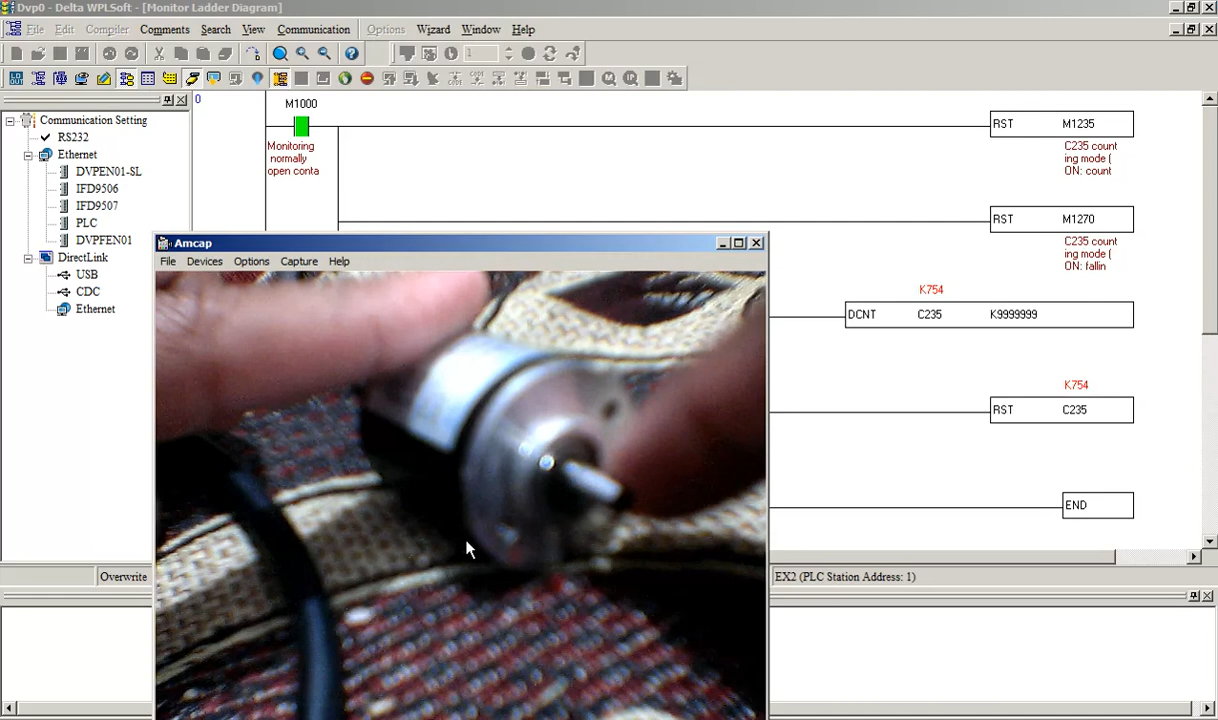 Dvp0 - Delta WPLSoft - [Monitor Ladder Diagram]
File Edit Compiler Comments Search View Communication Options Wizard Window Help
1
Communication Setting
RS232
Ethernet
DVPEN01-SL
IFD9506
IFD9507
PLC
DVPFEN01
DirectLink
USB
CDC
Ethernet
0
M1000
Monitoring
normally
open conta
RST M1235
C235 count
ing mode (
ON: count
RST M1270
C235 count
ing mode (
ON: fallin
K754
DCNT C235 K9999999
K754
RST C235
END
Amcap
File Devices Options Capture Help
Overwrite
EX2 (PLC Station Address: 1)